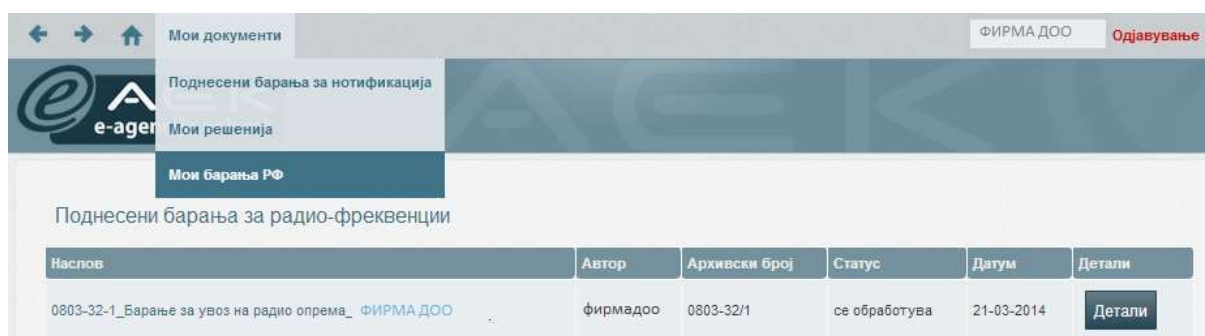 Мои документи
ФИРМА ДОО
Одјавување
Поднесени барања за нотификација
e-agen
Мои решенија
Мои барања РФ
Поднесени барања за радио-фреквенции
Наслов Автор Архивски број Статус Датум Детали
0803-32-1_Барање за увоз на радио опрема_ ФИРМА ДОО фирмадоо 0803-32/1 се обработува 21-03-2014 Детали